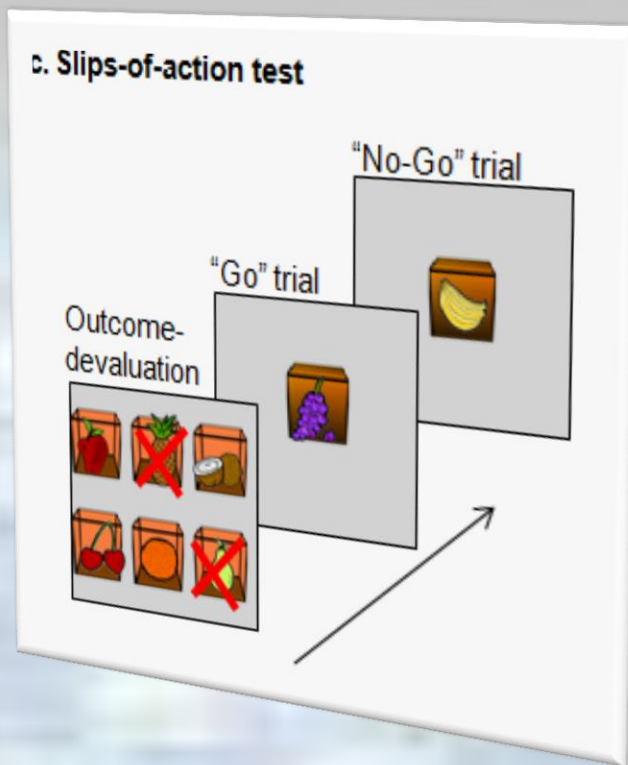 c. Slips-of-action test
“No-Go” trial
“Go” trial
Outcome-
devaluation